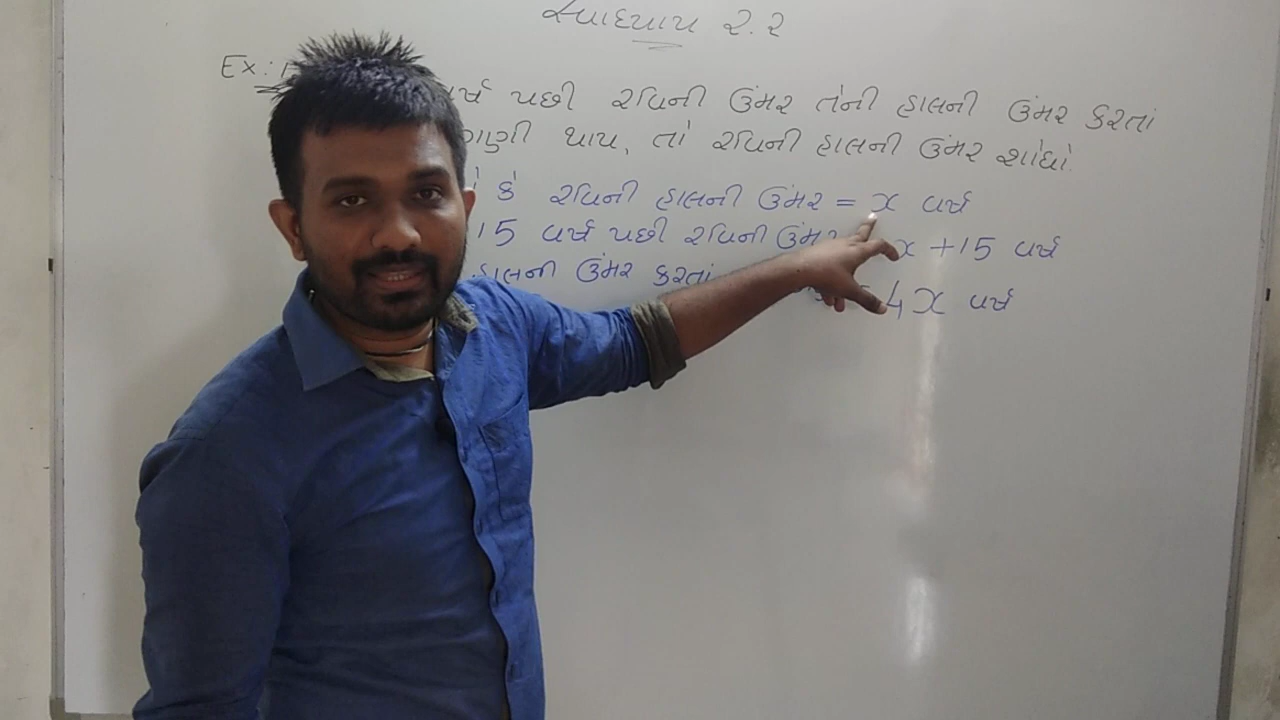 સ્વાધ્યાય ૨.૨
Ex:
વર્ષ પછી રવિની ઉંમર તેની હાલની ઉંમર કરતાં
ગણી થાય, તો રવિની હાલની ઉંમર શોધો.
કે રવિની હાલની ઉંમર = x વર્ષ
15 વર્ષ પછી રવિની ઉંમર x +15 વર્ષ
હાલની ઉંમર કરતાં 4x વર્ષ